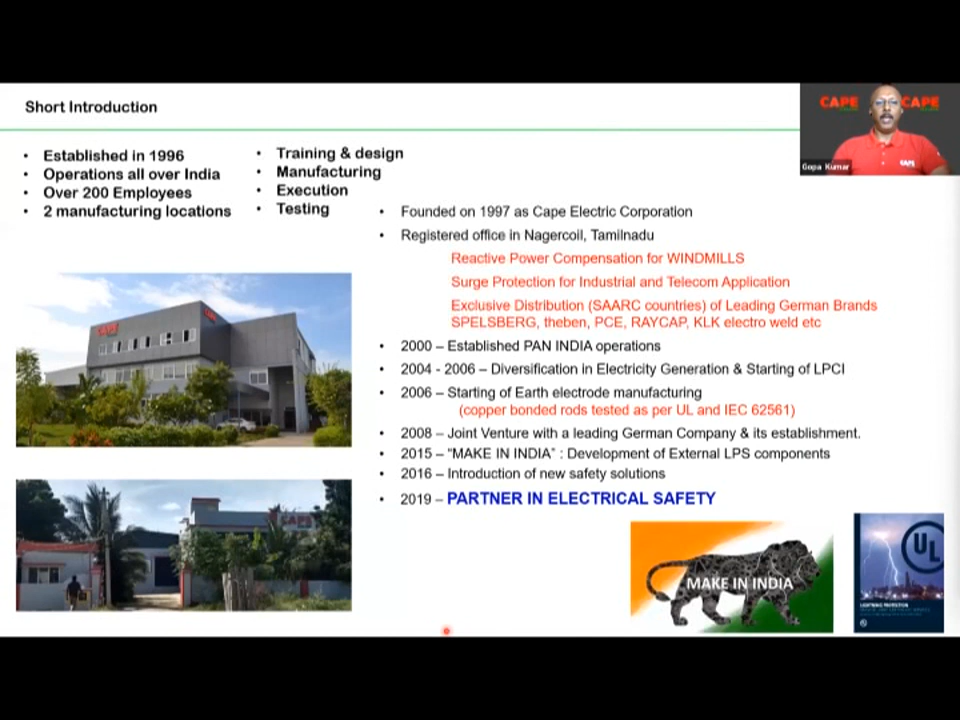 Short Introduction
CAPE
CAPE
CAPE
Gopa Kumar
• Established in 1996
• Operations all over India
• Over 200 Employees
• 2 manufacturing locations
• Training & design
• Manufacturing
• Execution
• Testing
• Founded on 1997 as Cape Electric Corporation
• Registered office in Nagercoil, Tamilnadu
Reactive Power Compensation for WINDMILLS
Surge Protection for Industrial and Telecom Application
Exclusive Distribution (SAARC countries) of Leading German Brands
SPELSBERG, theben, PCE, RAYCAP, KLK electro weld etc
• 2000 – Established PAN INDIA operations
• 2004 - 2006 – Diversification in Electricity Generation & Starting of LPCI
• 2006 – Starting of Earth electrode manufacturing
(copper bonded rods tested as per UL and IEC 62561)
• 2008 – Joint Venture with a leading German Company & its establishment.
• 2015 – “MAKE IN INDIA” : Development of External LPS components
• 2016 – Introduction of new safety solutions
• 2019 – PARTNER IN ELECTRICAL SAFETY
CAPE
CAPE
MAKE IN INDIA
UL
LIGHTNING PROTECTION